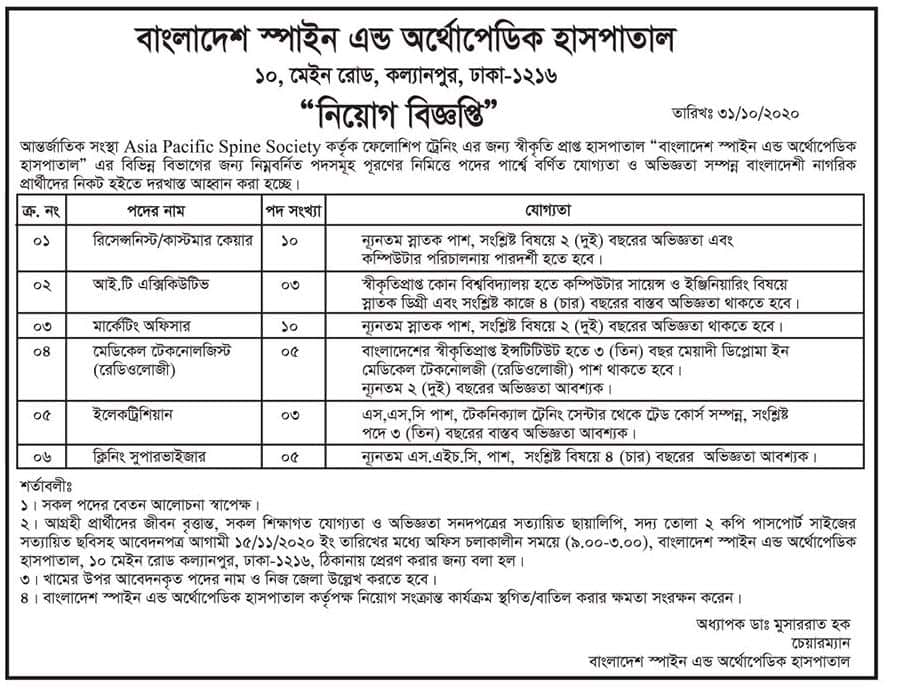 বাংলাদেশ স্পাইন এন্ড অর্থোপেডিক হাসপাতাল
১০, মেইন রোড, কল্যানপুর, ঢাকা-১২১৬
“নিয়োগ বিজ্ঞপ্তি”
তারিখঃ ৩১/১০/২০২০
আন্তর্জাতিক সংস্থা Asia Pacific Spine Society কর্তৃক ফেলোশিপ ট্রেনিং এর জন্য স্বীকৃতি প্রাপ্ত হাসপাতাল “বাংলাদেশ স্পাইন এন্ড অর্থোপেডিক
হাসপাতাল” এর বিভিন্ন বিভাগের জন্য নিম্নবর্নিত পদসমূহ পূরণের নিমিত্তে পদের পার্শ্বে বর্ণিত যোগ্যতা ও অভিজ্ঞতা সম্পন্ন বাংলাদেশী নাগরিক
প্রার্থীদের নিকট হইতে দরখাস্ত আহ্বান করা হচ্ছে।
ক্র. নং পদের নাম পদ সংখ্যা যোগ্যতা
০১ রিসেপ্সনিস্ট/কাস্টমার কেয়ার ১০ ন্যূনতম স্নাতক পাশ, সংশ্লিষ্ট বিষয়ে ২ (দুই) বছরের অভিজ্ঞতা এবং
কম্পিউটার পরিচালনায় পারদর্শী হতে হবে।
০২ আই.টি এক্সিকিউটিভ ০৩ স্বীকৃতিপ্রাপ্ত কোন বিশ্ববিদ্যালয় হতে কম্পিউটার সায়েন্স ও ইঞ্জিনিয়ারিং বিষয়ে
স্নাতক ডিগ্রী এবং সংশ্লিষ্ট কাজে ৪ (চার) বছরের বাস্তব অভিজ্ঞতা থাকতে হবে।
০৩ মার্কেটিং অফিসার ১০ ন্যূনতম স্নাতক পাশ, সংশ্লিষ্ট বিষয়ে ২ (দুই) বছরের অভিজ্ঞতা থাকতে হবে।
০৪ মেডিকেল টেকনোলজিস্ট ০৫ বাংলাদেশের স্বীকৃতিপ্রাপ্ত ইন্সটিটিউট হতে ৩ (তিন) বছর মেয়াদী ডিপ্লোমা ইন
(রেডিওলোজী) মেডিকেল টেকনোলজী (রেডিওলোজী) পাশ থাকতে হবে।
ন্যূনতম ২ (দুই) বছরের অভিজ্ঞতা আবশ্যক।
০৫ ইলেকট্রিশিয়ান ০৩ এস,এস,সি পাশ, টেকনিক্যাল ট্রেনিং সেন্টার থেকে ট্রেড কোর্স সম্পন্ন, সংশ্লিষ্ট
পদে ৩ (তিন) বছরের বাস্তব অভিজ্ঞতা আবশ্যক।
০৬ ক্লিনিং সুপারভাইজার ০৫ ন্যূনতম এস.এইচ.সি, পাশ, সংশ্লিষ্ট বিষয়ে ৪ (চার) বছরের অভিজ্ঞতা আবশ্যক।
শর্তাবলীঃ
১। সকল পদের বেতন আলোচনা স্বাপেক্ষ।
২। আগ্রহী প্রার্থীদের জীবন বৃত্তান্ত, সকল শিক্ষাগত যোগ্যতা ও অভিজ্ঞতা সনদপত্রের সত্যায়িত ছায়ালিপি, সদ্য তোলা ২ কপি পাসপোর্ট সাইজের
সত্যায়িত ছবিসহ আবেদনপত্র আগামী ১৫/১১/২০২০ ইং তারিখের মধ্যে অফিস চলাকালীন সময়ে (৯.০০-৩.০০), বাংলাদেশ স্পাইন এন্ড অর্থোপেডিক
হাসপাতাল, ১০ মেইন রোড কল্যানপুর, ঢাকা-১২১৬, ঠিকানায় প্রেরণ করার জন্য বলা হল।
৩। খামের উপর আবেদনকৃত পদের নাম ও নিজ জেলা উল্লেখ করতে হবে।
৪। বাংলাদেশ স্পাইন এন্ড অর্থোপেডিক হাসপাতাল কর্তৃপক্ষ নিয়োগ সংক্রান্ত কার্যক্রম স্থগিত/বাতিল করার ক্ষমতা সংরক্ষন করেন।
অধ্যাপক ডাঃ মুসাররাত হক
চেয়ারম্যান
বাংলাদেশ স্পাইন এন্ড অর্থোপেডিক হাসপাতাল